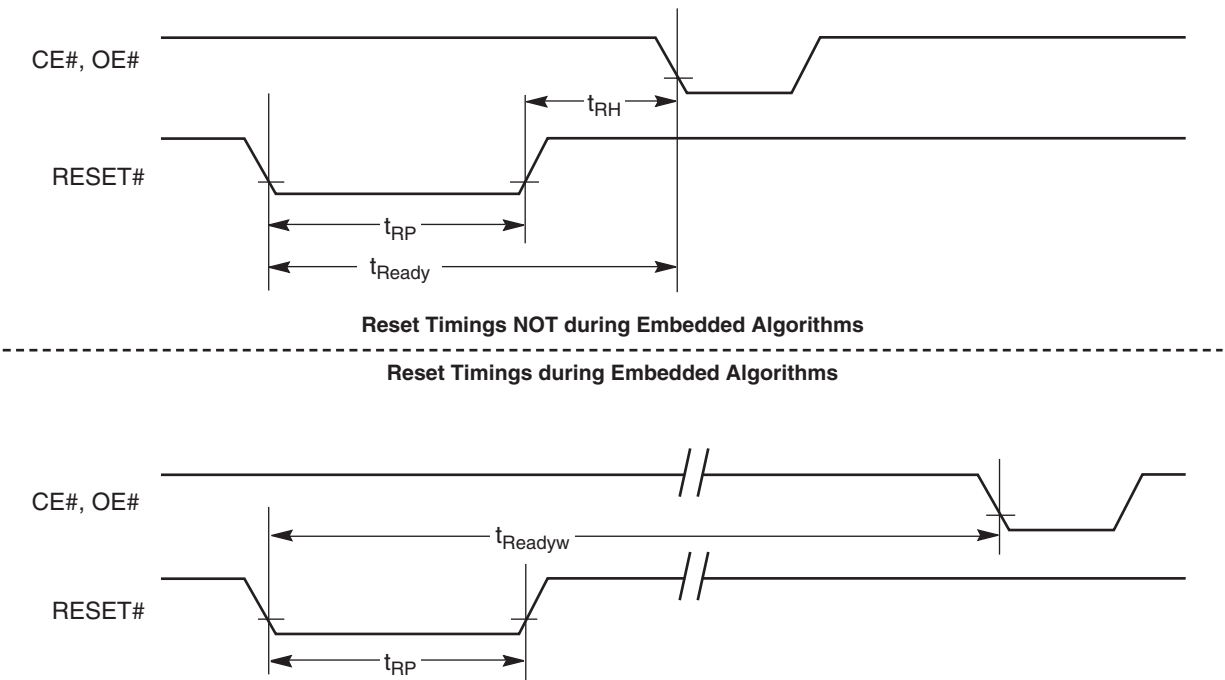 CE#, OE#
tRH
RESET#
tRP
tReady
Reset Timings NOT during Embedded Algorithms
Reset Timings during Embedded Algorithms
CE#, OE#
tReadyw
RESET#
tRP